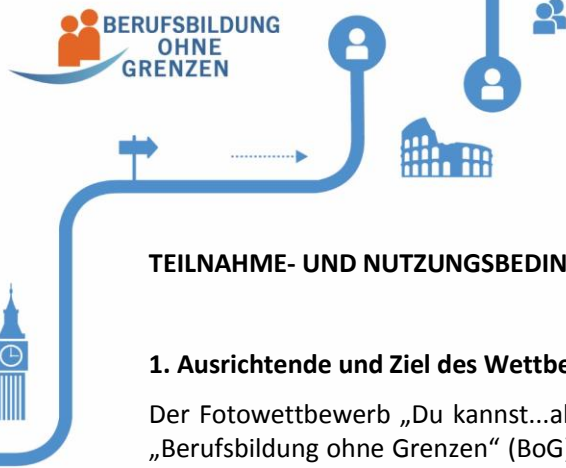 BERUFSBILDUNG
OHNE
GRENZEN
TEILNAHME- UND NUTZUNGSBEDIN
1. Ausrichtende und Ziel des Wettbe
Der Fotowettbewerb „Du kannst...al
„Berufsbildung ohne Grenzen“ (BoG)